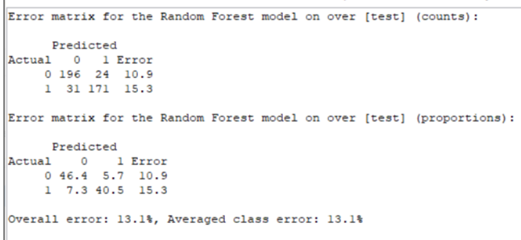 Error matrix for the Random Forest model on over [test] (counts):
Predicted
Actual 0 1 Error
0 196 24 10.9
1 31 171 15.3
Error matrix for the Random Forest model on over [test] (proportions):
Predicted
Actual 0 1 Error
0 46.4 5.7 10.9
1 7.3 40.5 15.3
Overall error: 13.1%, Averaged class error: 13.1%